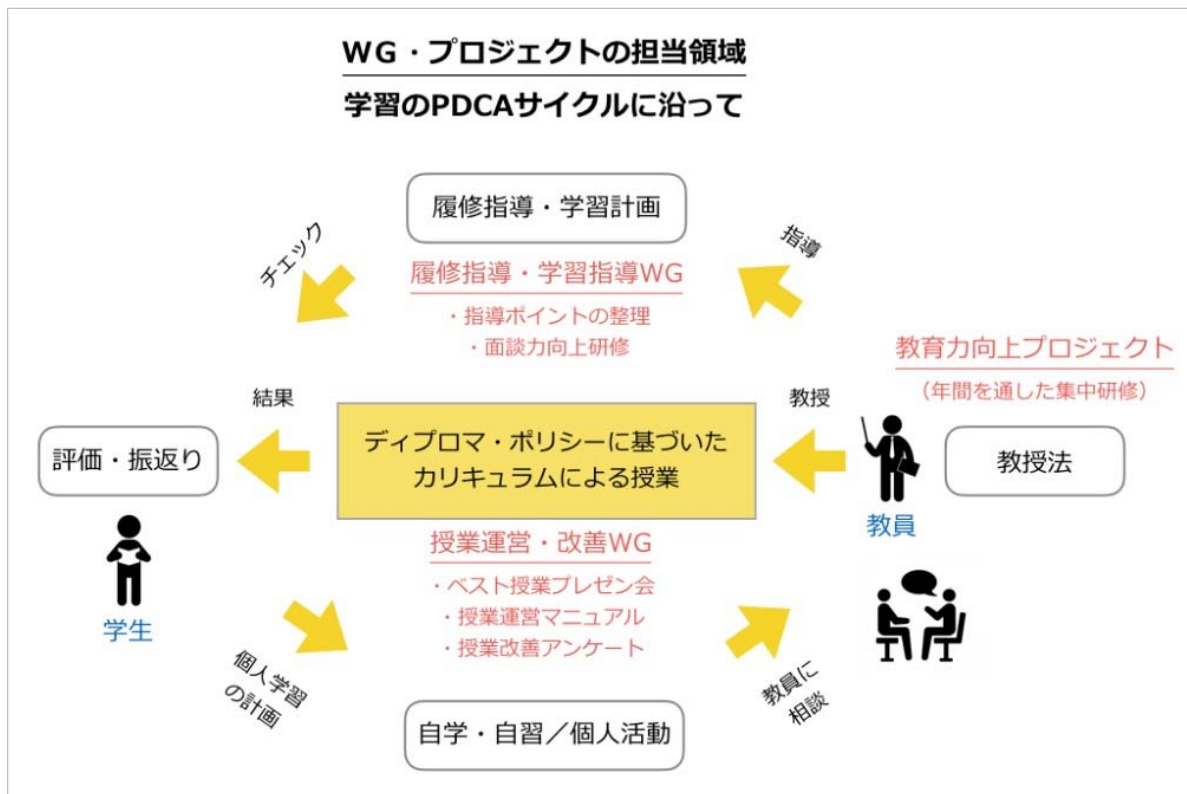 WG・プロジェクトの担当領域
学習のPDCAサイクルに沿って
履修指導・学習計画
チェック
指導
履修指導・学習指導WG
・指導ポイントの整理
・面談力向上研修
教育力向上プロジェクト
（年間を通した集中研修）
結果
教授
評価・振返り
ディプロマ・ポリシーに基づいた
カリキュラムによる授業
教授法
教員
学生
授業運営・改善WG
・ベスト授業プレゼン会
・授業運営マニュアル
・授業改善アンケート
個人学習
の計画
教員に
相談
自学・自習／個人活動